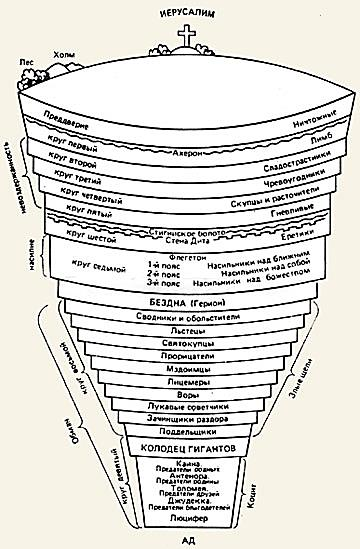 ИЕРУСАЛИМ
Лес
Холм
Преддверие Ничтожные
Ахерон
круг первый Лимб
круг второй Сладострастники
круг третий Чревоугодники
круг четвертый Скупцы и расточители
круг пятый Гневливые
невоздержанность
Стигийское болото
Стена Дита
круг шестой Еретики
насилие
Флегетон
круг седьмой
1-й пояс Насильники над ближним
2-й пояс Насильники над собой
3-й пояс Насильники над божеством
БЕЗДНА (Герион)
Обман
круг восьмой
Злые щели
Сводники и обольстители
Льстецы
Святокупцы
Прорицатели
Мздоимцы
Лицемеры
Воры
Лукавые советчики
Зачинщики раздора
Поддельщики
КОЛОДЕЦ ГИГАНТОВ
круг девятый
Коцит
Каина.
Предатели родных
Антенора.
Предатели родины
Толомея.
Предатели друзей
Джудекка.
Предатели благодетелей
Люцифер
АД